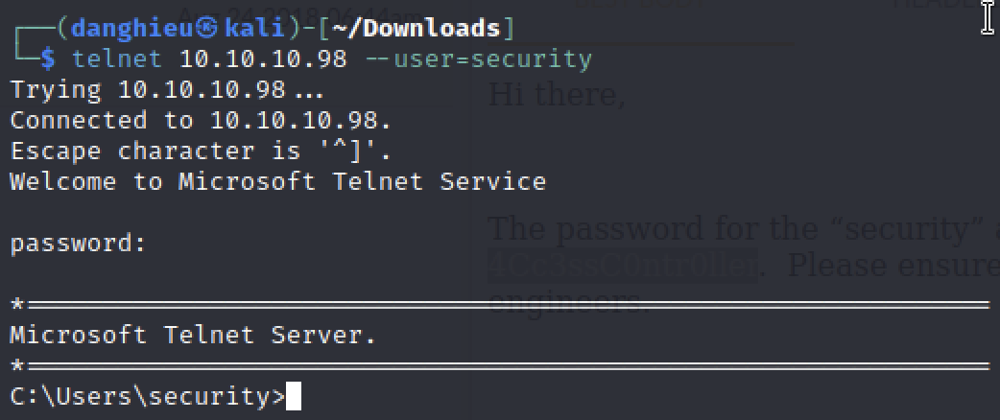 ┌──(danghieu㉿kali)-[~/Downloads]
└─$ telnet 10.10.10.98 --user=security
Trying 10.10.10.98...
Connected to 10.10.10.98.
Escape character is '^]'.
Welcome to Microsoft Telnet Service
password:
*================================================================
Microsoft Telnet Server.
*================================================================
C:\Users\security>
Hi there,
The password for the “security”
4Cc3ssC0ntr0ller. Please ensure
engineers.